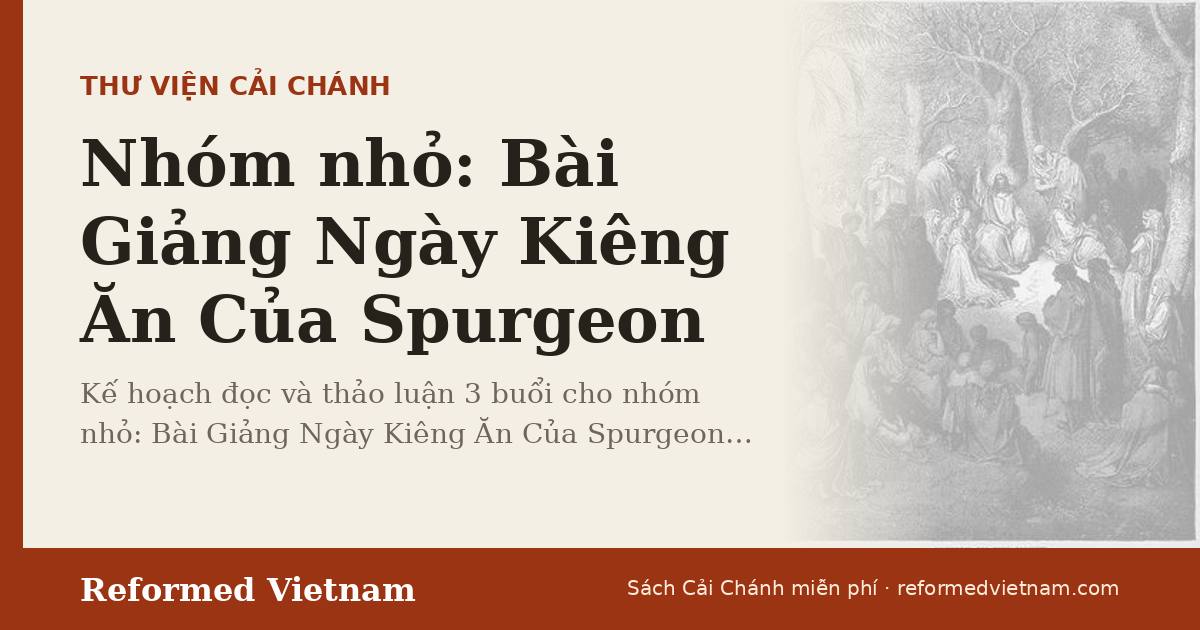 THƯ VIỆN CẢI CHÁNH
Nhóm nhỏ: Bài
Giảng Ngày Kiêng
Ăn Của Spurgeon
Kế hoạch đọc và thảo luận 3 buổi cho nhóm
nhỏ: Bài Giảng Ngày Kiêng Ăn Của Spurgeon...
Reformed Vietnam
Sách Cải Chánh miễn phí · reformedvietnam.com